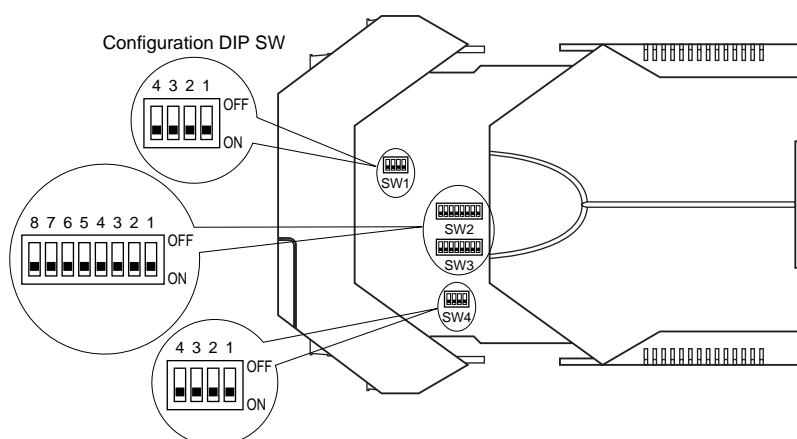 Configuration DIP SW
4 3 2 1
OFF
ON
SW1
8 7 6 5 4 3 2 1
OFF
ON
SW2
SW3
SW4
4 3 2 1
OFF
ON